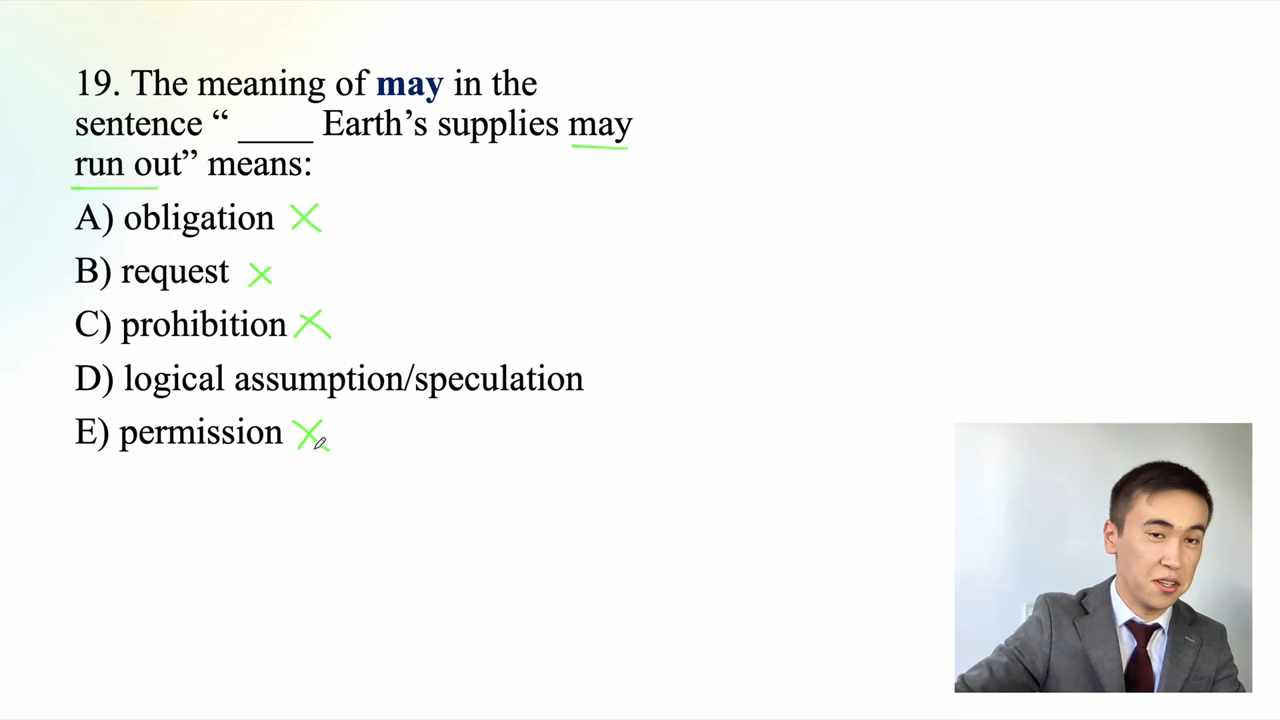 19. The meaning of may in the
sentence “ ____ Earth’s supplies may
run out” means:
A) obligation
B) request
C) prohibition
D) logical assumption/speculation
E) permission